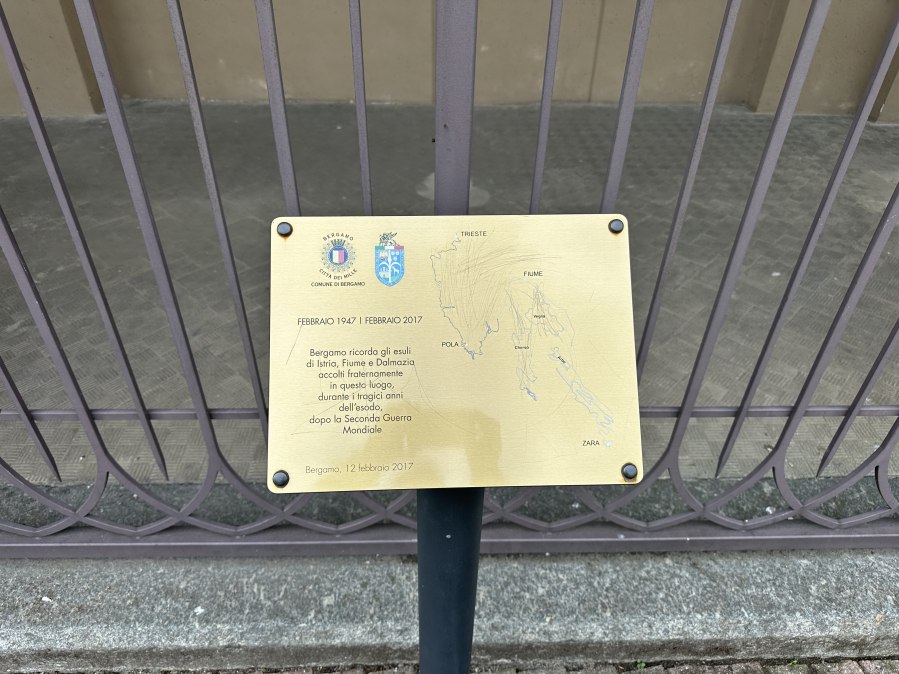 BERGAMO
CITTÀ DEI MILLE
COMUNE DI BERGAMO
FEBBRAIO 1947 | FEBBRAIO 2017
Bergamo ricorda gli esuli
di Istria, Fiume e Dalmazia
accolti fraternamente
in questo luogo,
durante i tragici anni
dell'esodo,
dopo la Seconda Guerra
Mondiale
Bergamo, 12 febbraio 2017
TRIESTE
FIUME
Veglia
POLA
Cherso
ZARA